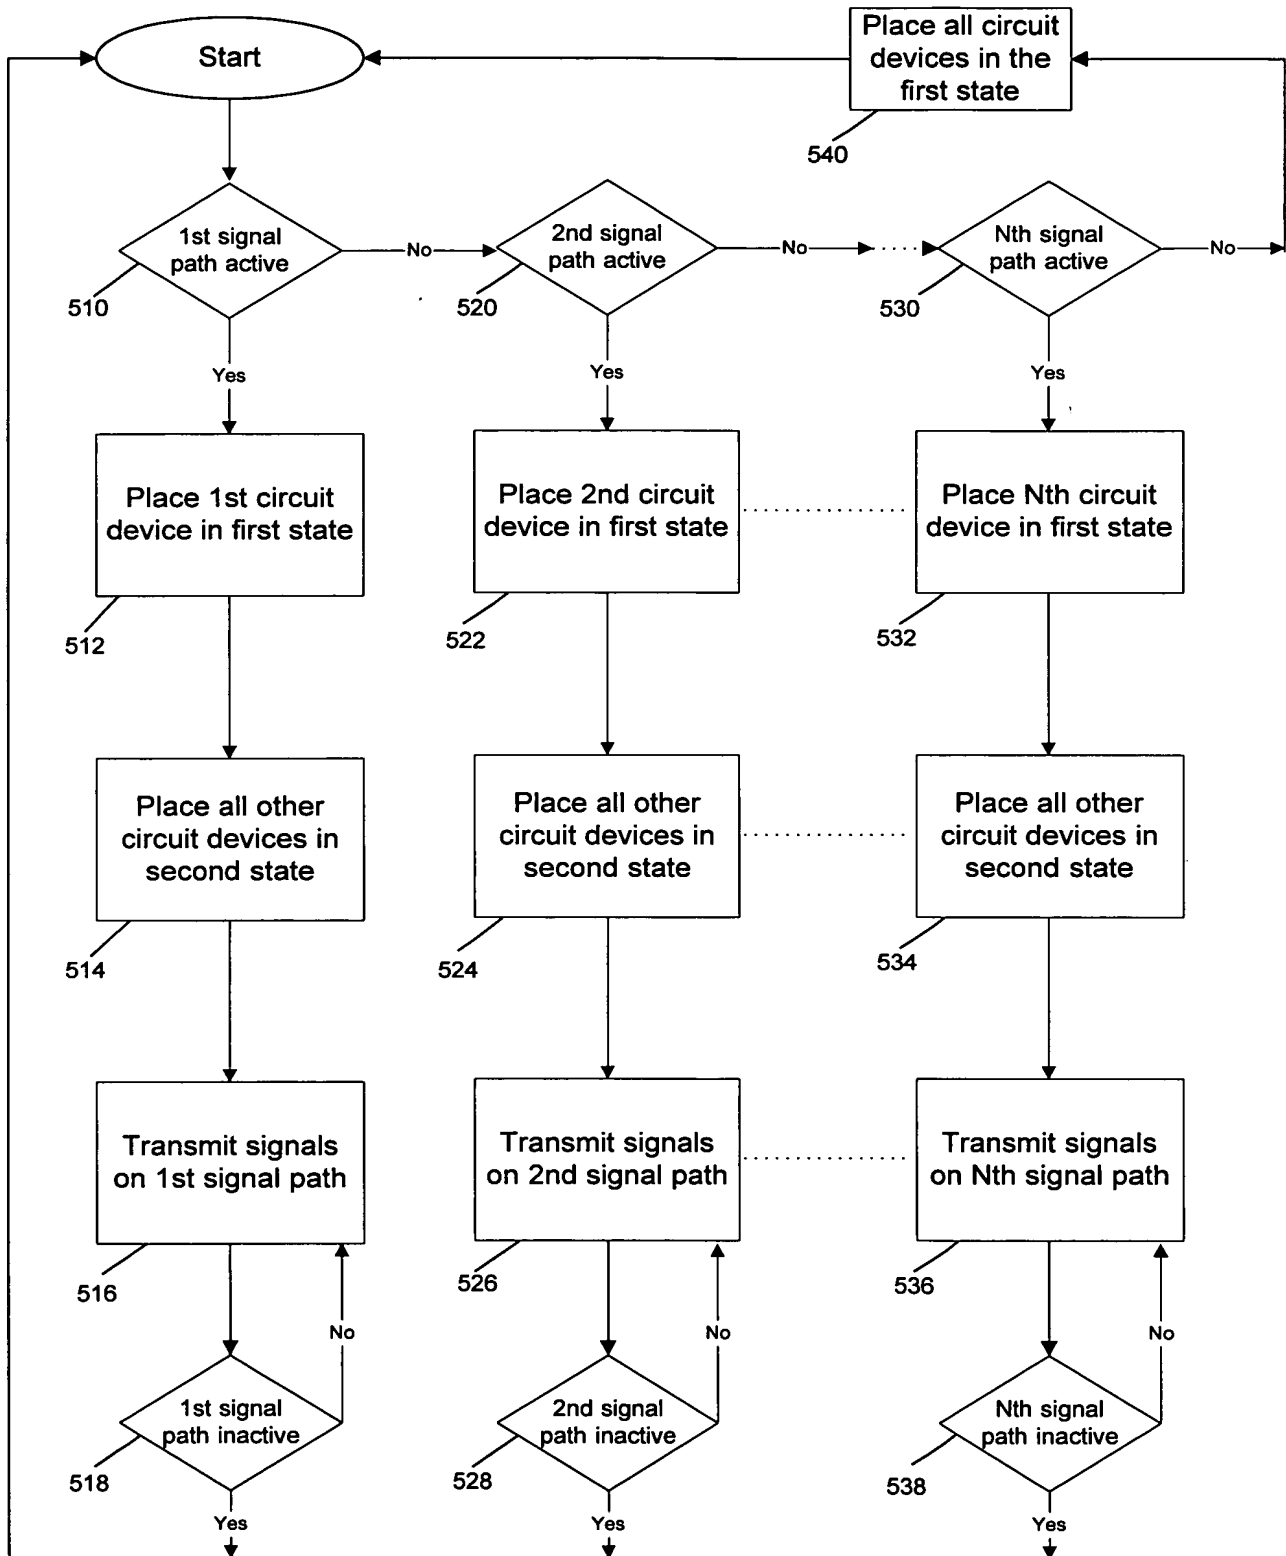 Start
Place all circuit
devices in the
first state
540
1st signal
path active
No
510
2nd signal
path active
No
520
Nth signal
path active
No
530
Yes
Yes
Yes
Place 1st circuit
device in first state
512
Place 2nd circuit
device in first state
522
Place Nth circuit
device in first state
532
Place all other
circuit devices in
second state
514
Place all other
circuit devices in
second state
524
Place all other
circuit devices in
second state
534
Transmit signals
on 1st signal path
516
Transmit signals
on 2nd signal path
526
Transmit signals
on Nth signal path
536
No
No
No
1st signal
path inactive
518
2nd signal
path inactive
528
Nth signal
path inactive
538
Yes
Yes
Yes